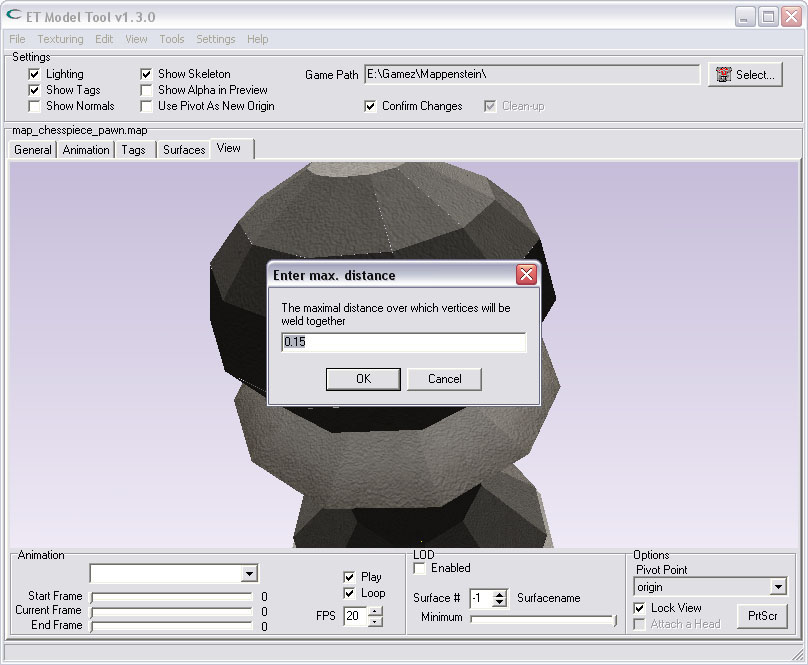 ET Model Tool v1.3.0
File Texturing Edit View Tools Settings Help
Settings
Lighting Show Skeleton Game Path E:\Gamez\Mappenstein\ Select...
Show Tags Show Alpha in Preview
Show Normals Use Pivot As New Origin Confirm Changes Clean-up
map_chesspiece_pawn.map
General Animation Tags Surfaces View
Enter max. distance
The maximal distance over which vertices will be
weld together
0.15
OK Cancel
Animation LOD Options
Enabled Pivot Point
Play origin
Start Frame 0 Loop Surface # -1 Surfacename Lock View
Current Frame 0 FPS 20 Minimum Attach a Head PrtScr
End Frame 0